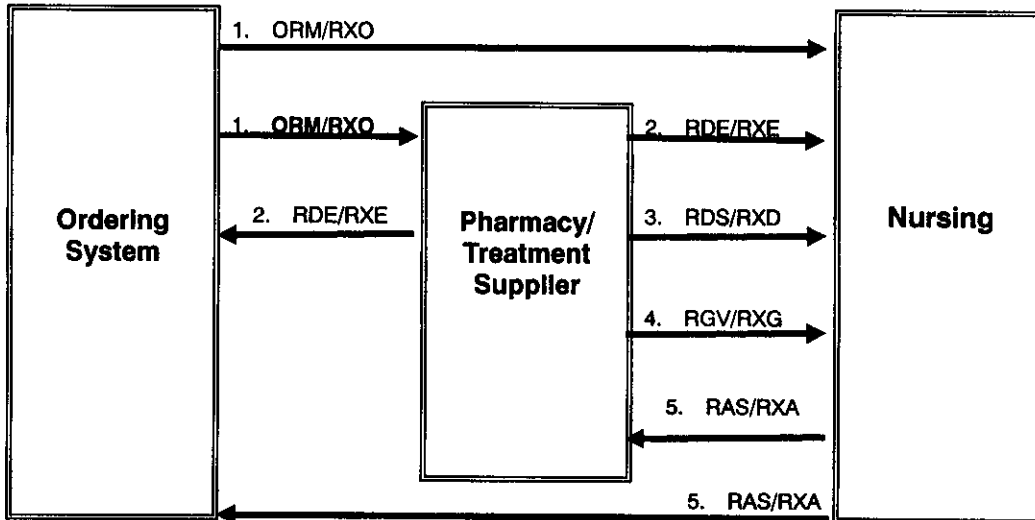 1. ORM/RXO
1. ORM/RXO
2. RDE/RXE
2. RDE/RXE
Ordering
System
Pharmacy/
Treatment
Supplier
3. RDS/RXD
Nursing
4. RGV/RXG
5. RAS/RXA
5. RAS/RXA